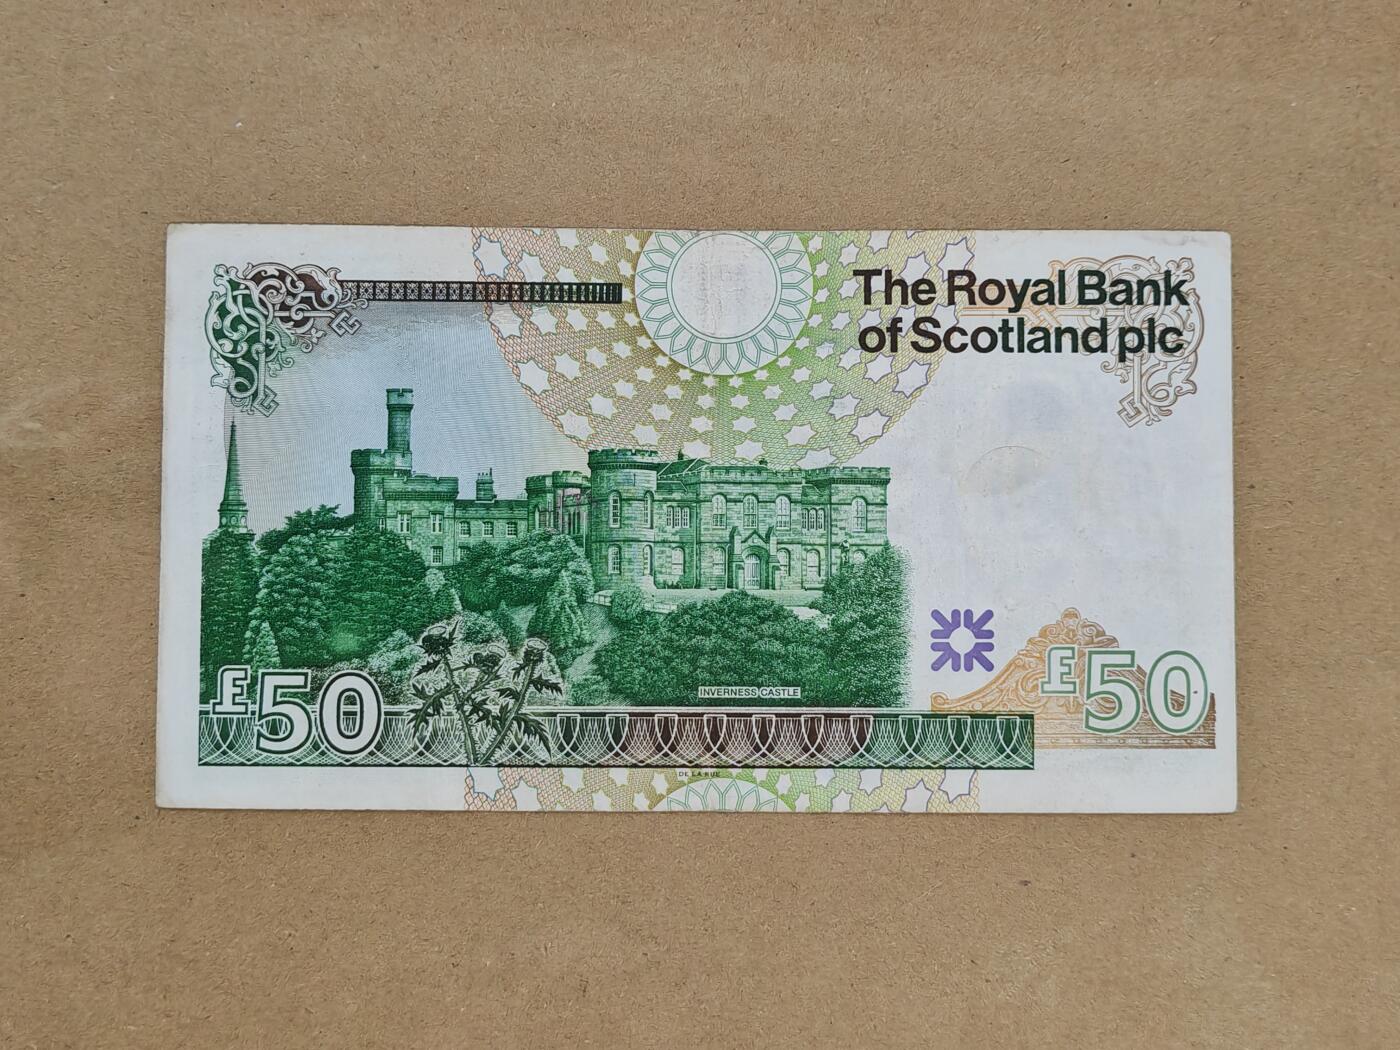 The Royal Bank
of Scotland plc
INVERNESS CASTLE
£50
£50
DE LA RUE